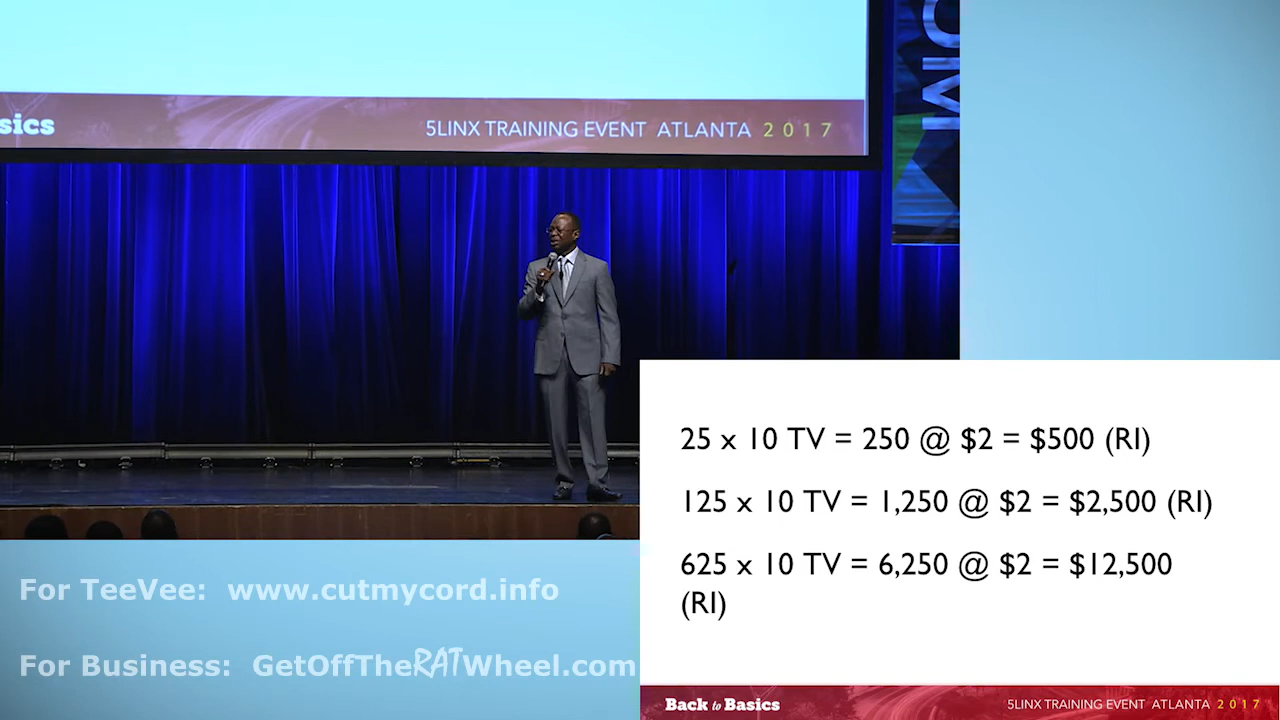 sics
5LINX TRAINING EVENT ATLANTA 2017
OM
25 x 10 TV = 250 @ $2 = $500 (RI)
125 x 10 TV = 1,250 @ $2 = $2,500 (RI)
625 x 10 TV = 6,250 @ $2 = $12,500
(RI)
For TeeVee: www.cutmycord.info
For Business: GetOffTheRATWheel.com
Back to Basics
5LINX TRAINING EVENT ATLANTA 2017